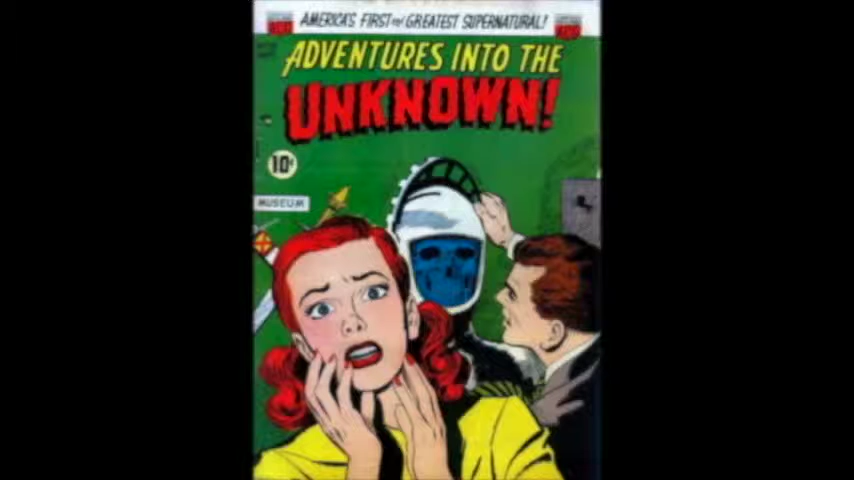 AMERICA'S FIRST and GREATEST SUPERNATURAL!
ADVENTURES INTO THE
UNKNOWN!
10¢
MUSEUM